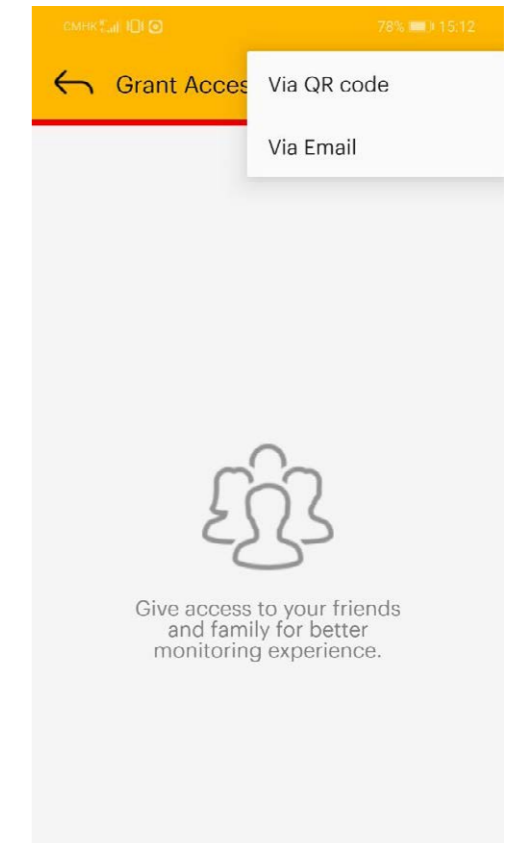 CMHK 78% 15:12
Grant Acces
Via QR code
Via Email
Give access to your friends
and family for better
monitoring experience.